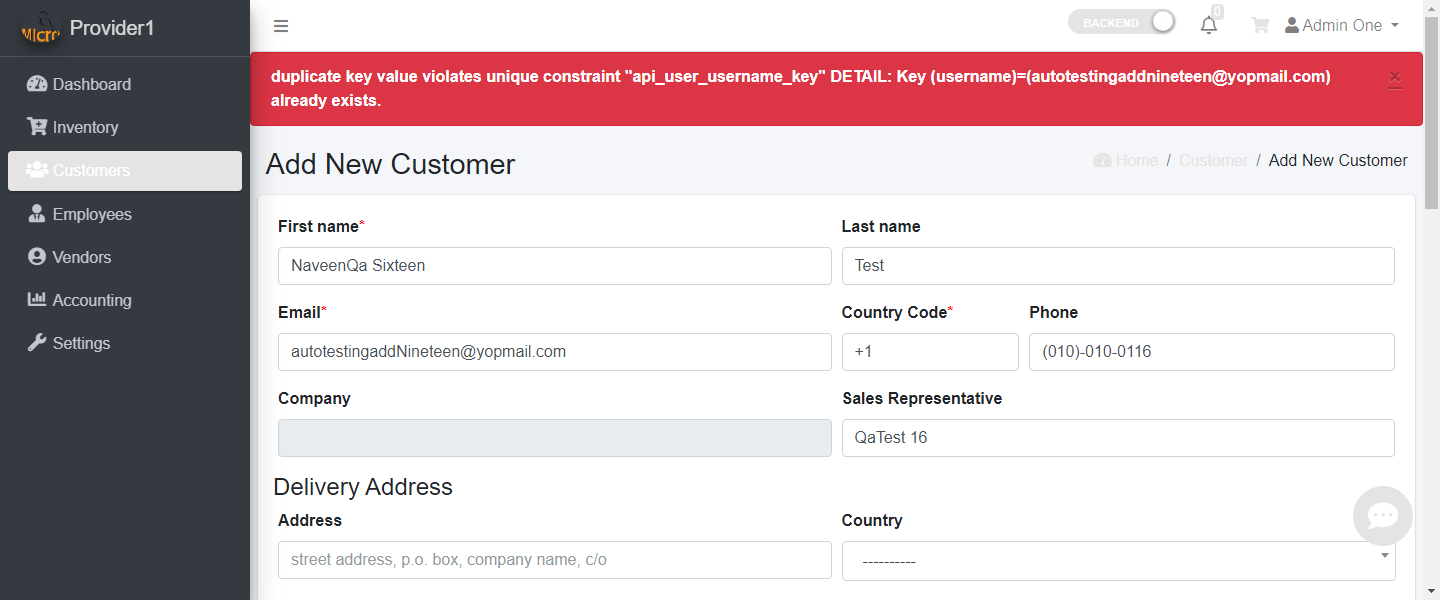 Micr Provider1
BACKEND
0
Admin One
duplicate key value violates unique constraint "api_user_username_key" DETAIL: Key (username)=(autotestingaddnineteen@yopmail.com)
already exists.
×
Dashboard
Inventory
Customers
Employees
Vendors
Accounting
Settings
Add New Customer
Home / Customer / Add New Customer
First name*
Last name
NaveenQa Sixteen
Test
Email*
Country Code*
Phone
autotestingaddNineteen@yopmail.com
+1
(010)-010-0116
Company
Sales Representative
QaTest 16
Delivery Address
Address
Country
street address, p.o. box, company name, c/o
----------